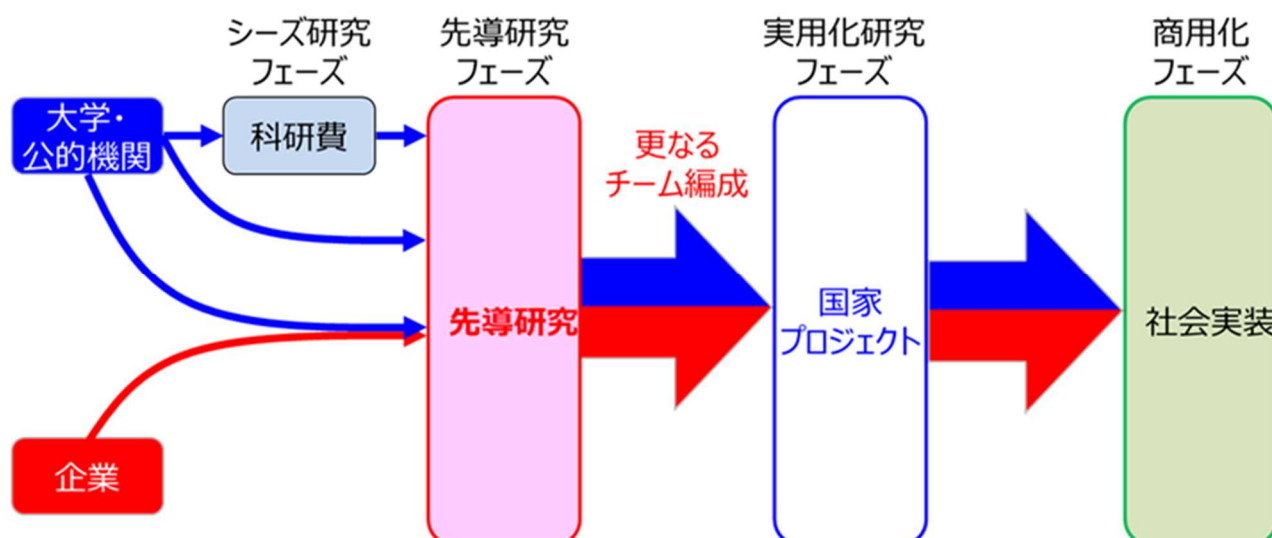 シーズ研究
フェーズ
先導研究
フェーズ
実用化研究
フェーズ
商用化
フェーズ
大学・
公的機関
科研費
更なる
チーム編成
先導研究
国家
プロジェクト
社会実装
企業